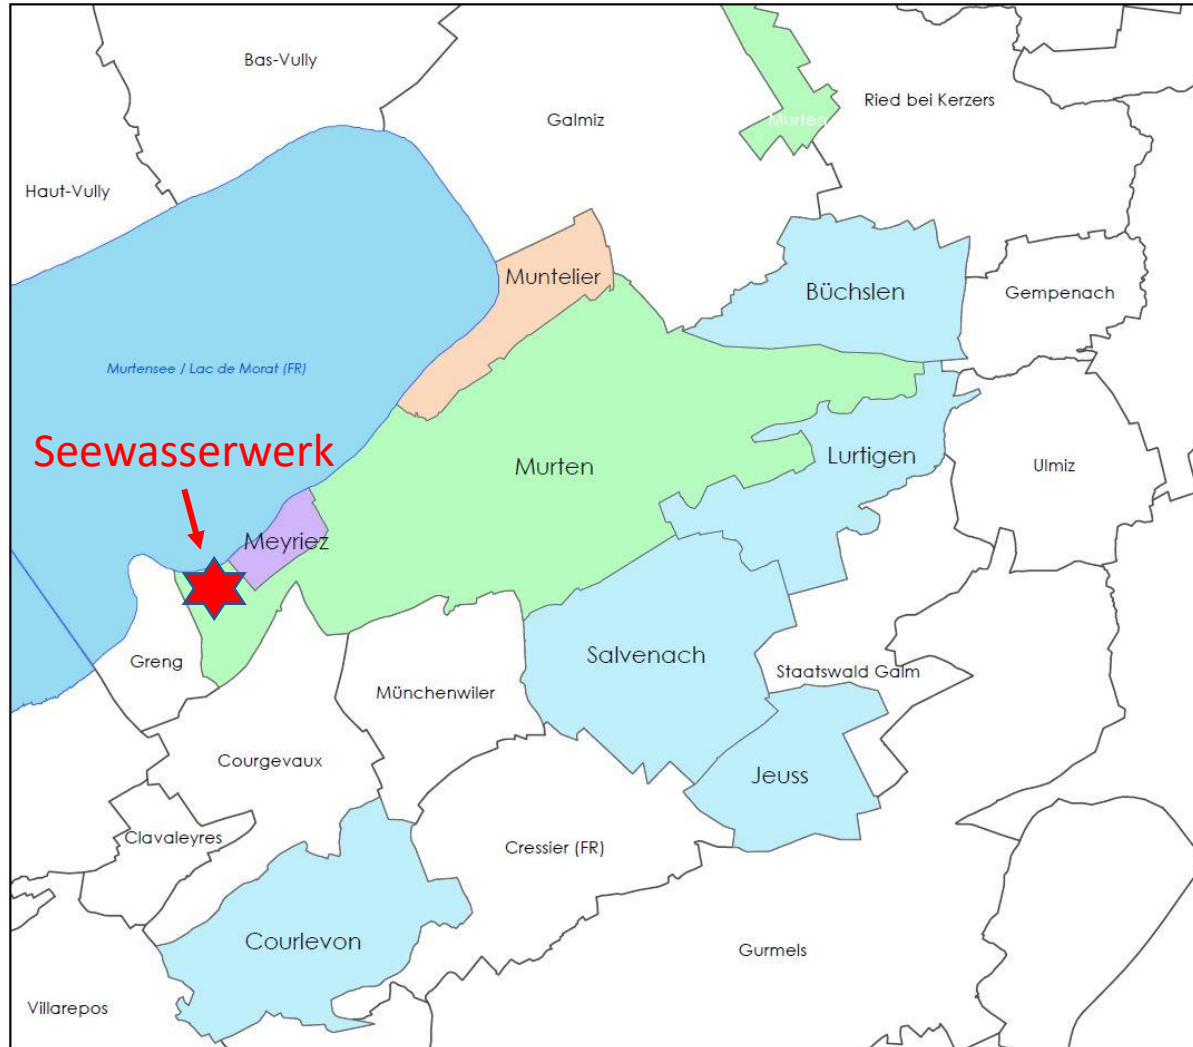 Bas-Vully
Ried bei Kerzers
Galmiz
Murten
Haut-Vully
Muntelier
Büchslen
Gempenach
Murtensee / Lac de Morat (FR)
Seewasserwerk
Murten
Lurtigen
Ulmiz
Meyriez
Greng
Salvenach
Staatswald Galm
Münchenwiler
Courgevaux
Jeuss
Clavaleyres
Cressier (FR)
Courlevon
Gurmels
Villarepos